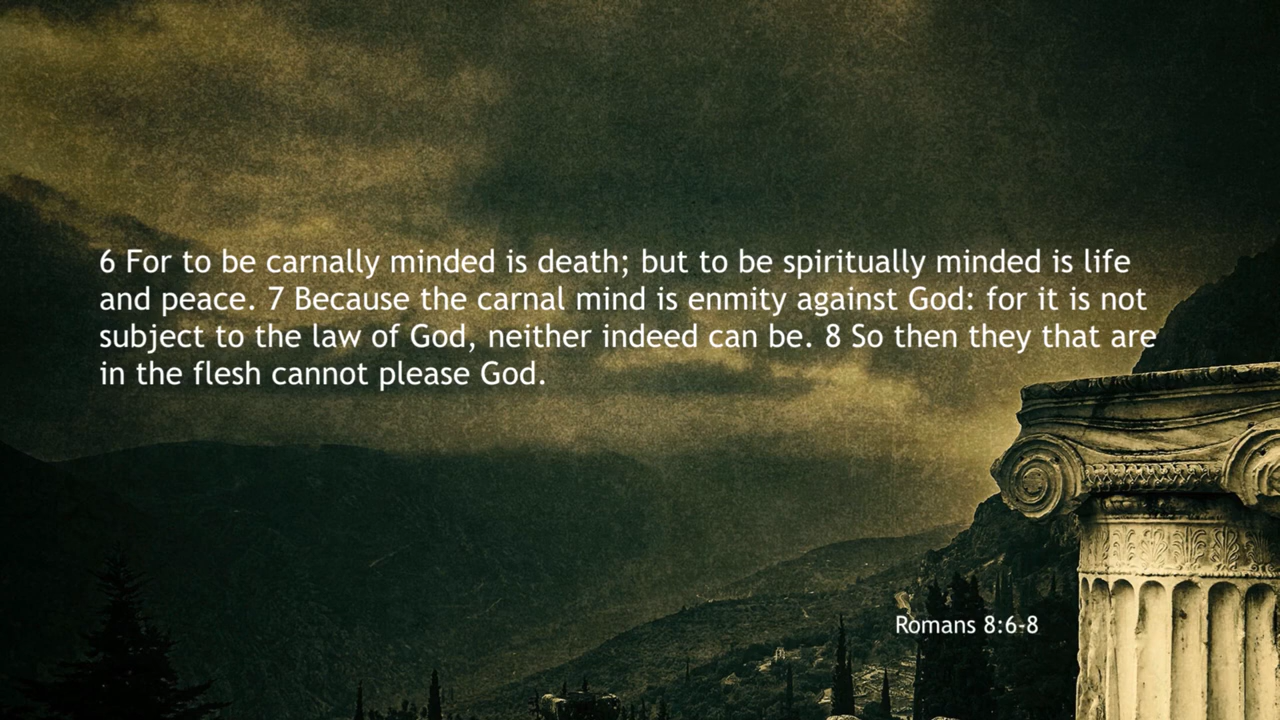 6 For to be carnally minded is death; but to be spiritually minded is life
and peace. 7 Because the carnal mind is enmity against God: for it is not
subject to the law of God, neither indeed can be. 8 So then they that are
in the flesh cannot please God.
Romans 8:6-8